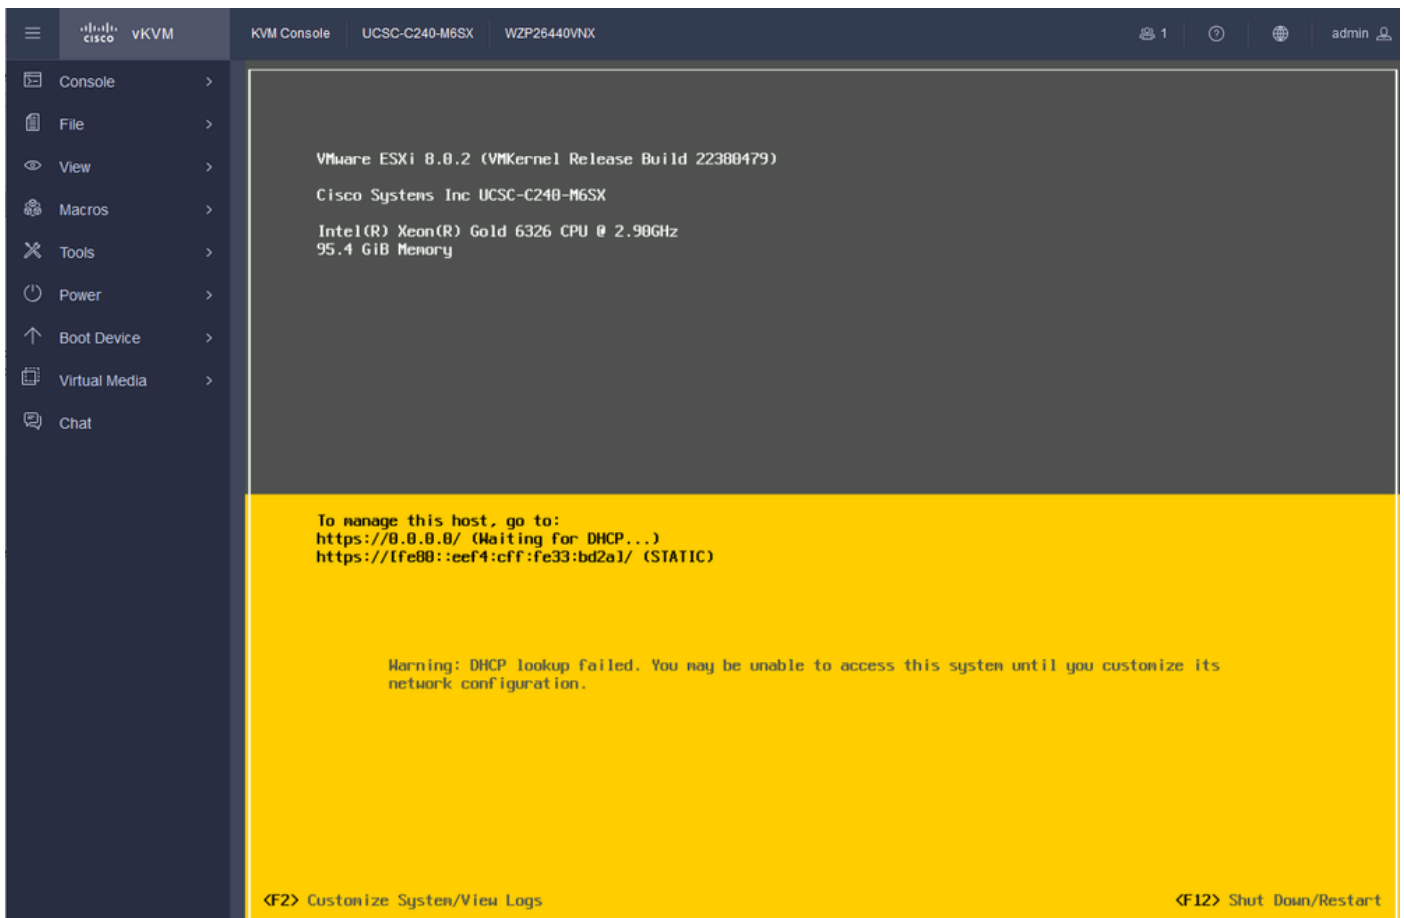 cisco vKVM
KVM Console UCSC-C240-M6SX WZP26440VNX 1 admin
Console
File
View
Macros
Tools
Power
Boot Device
Virtual Media
Chat
VMware ESXi 8.0.2 (VMKernel Release Build 22380479)
Cisco Systems Inc UCSC-C240-M6SX
Intel(R) Xeon(R) Gold 6326 CPU @ 2.90GHz
95.4 GiB Memory
To manage this host, go to:
https://0.0.0.0/ (Waiting for DHCP...)
https://[fe80::eef4:cff:fe33:bd2a]/ (STATIC)
Warning: DHCP lookup failed. You may be unable to access this system until you customize its
network configuration.
<F2> Customize System/View Logs <F12> Shut Down/Restart